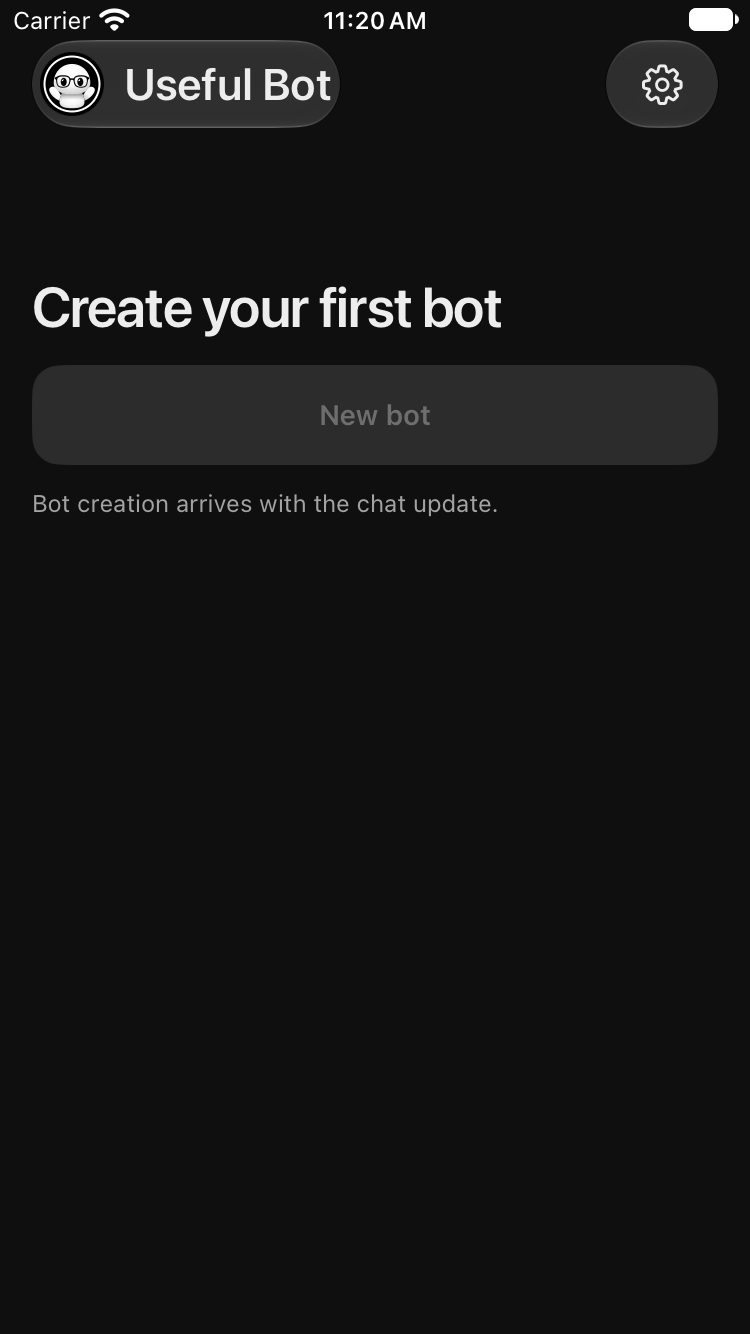 Carrier 11:20 AM
Useful Bot
Create your first bot
New bot
Bot creation arrives with the chat update.